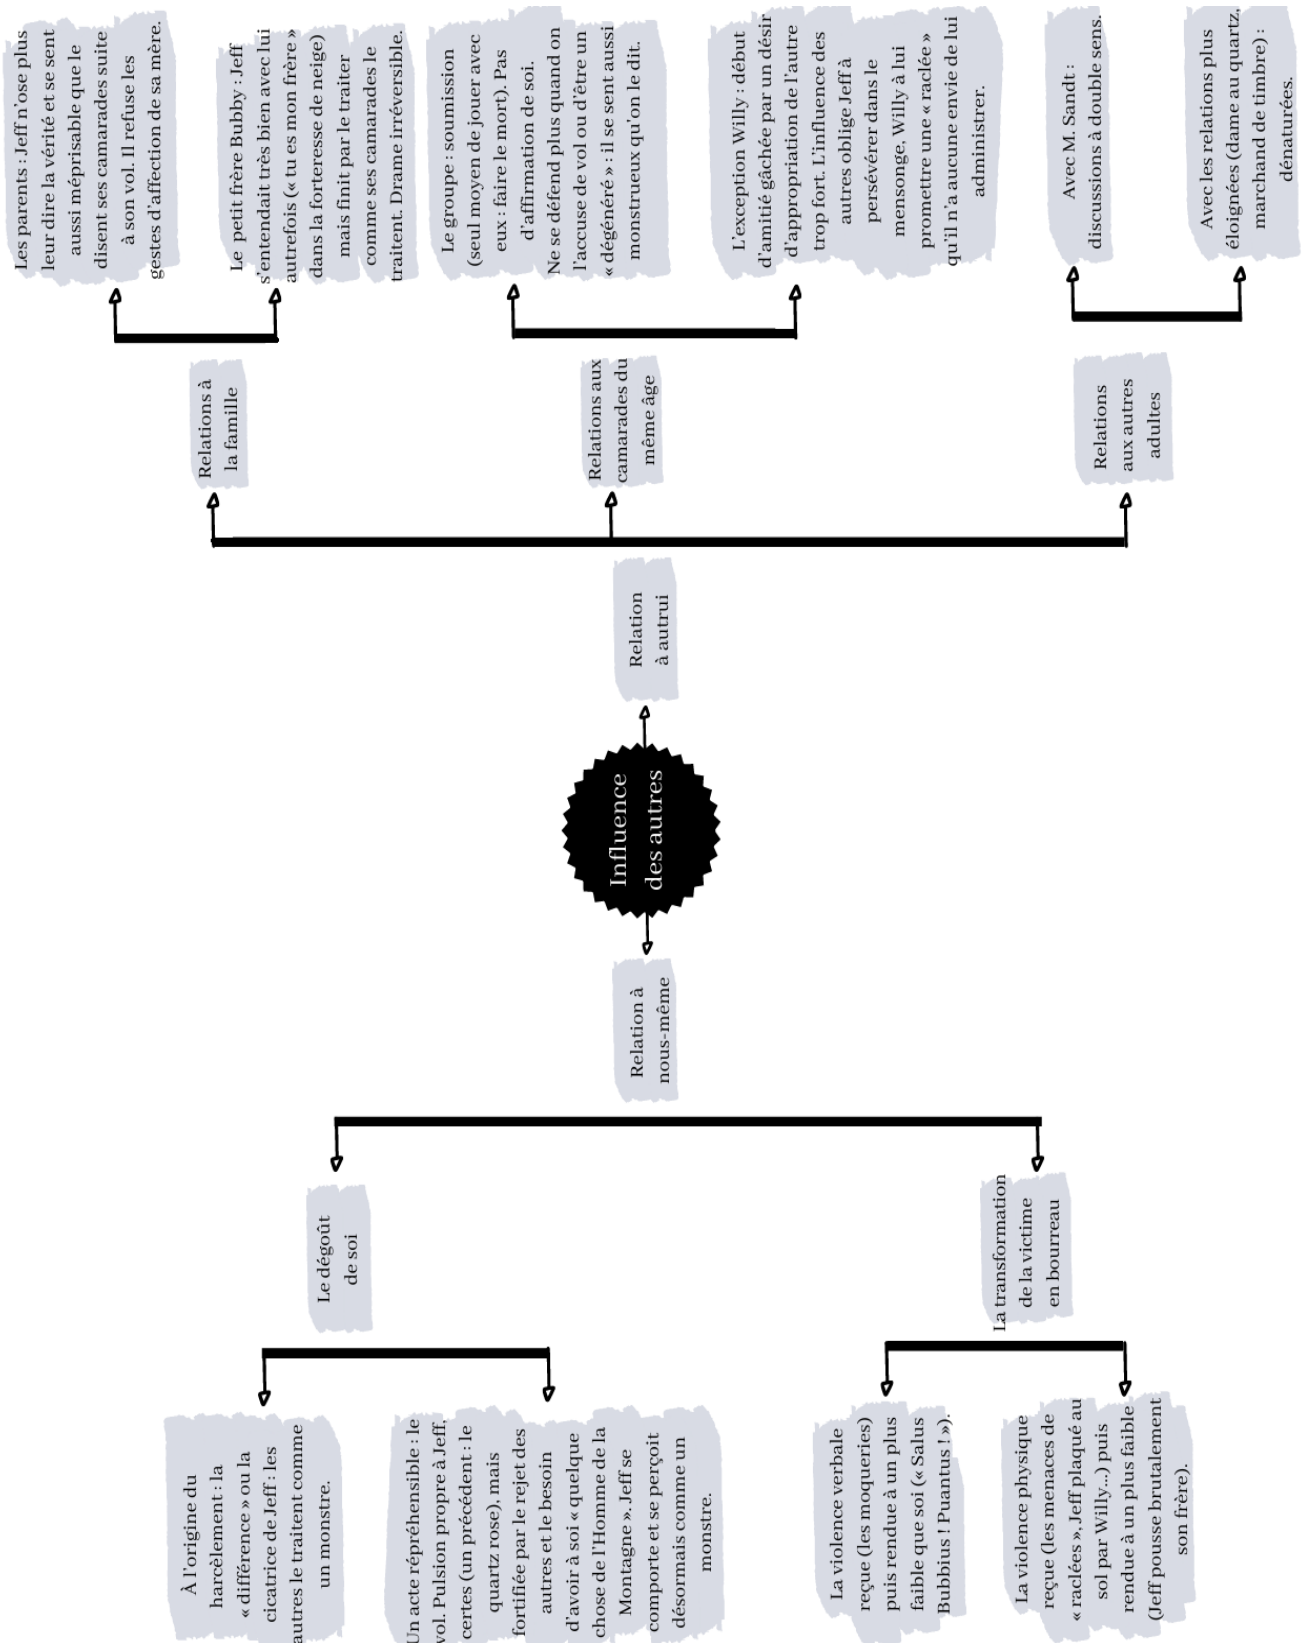 Influence
des autres
Relation à
nous-même
Le dégoût
de soi
À l'origine du
harcèlement : la
« différence » ou la
cicatrice de Jeff : les
autres le traitent comme
un monstre.
Un acte répréhensible : le
vol. Pulsion propre à Jeff,
certes (un précédent : le
quartz rose), mais
fortifiée par le rejet des
autres et le besoin
d'avoir à soi « quelque
chose de l'Homme de la
Montagne ». Jeff se
comporte et se perçoit
désormais comme un
monstre.
La transformation
de la victime
en bourreau
La violence verbale
reçue (les moqueries)
puis rendue à un plus
faible que soi (« Salus
Bubbius ! Puantus ! »).
La violence physique
reçue (les menaces de
« raclées », Jeff plaqué au
sol par Willy...) puis
rendue à un plus faible
(Jeff pousse brutalement
son frère).
Relation
à autrui
Relations à
la famille
Les parents : Jeff n'ose plus
leur dire la vérité et se sent
aussi méprisable que le
disent ses camarades suite
à son vol. Il refuse les
gestes d'affection de sa mère.
Le petit frère Bubby : Jeff
s'entendait très bien avec lui
autrefois (« tu es mon frère »
dans la forteresse de neige)
mais finit par le traiter
comme ses camarades le
traitent. Drame irréversible.
Relations aux
camarades du
même âge
Le groupe : soumission
(seul moyen de jouer avec
eux : faire le mort). Pas
d'affirmation de soi.
Ne se défend plus quand on
l'accuse de vol ou d'être un
« dégénéré » : il se sent aussi
monstrueux qu'on le dit.
L'exception Willy : début
d'amitié gâchée par un désir
d'appropriation de l'autre
trop fort. L'influence des
autres oblige Jeff à
persévérer dans le
mensonge, Willy à lui
promettre une « raclée »
qu'il n'a aucune envie de lui
administrer.
Relations
aux autres
adultes
Avec M. Sandt :
discussions à double sens.
Avec les relations plus
éloignées (dame au quartz,
marchand de timbre) :
dénaturées.